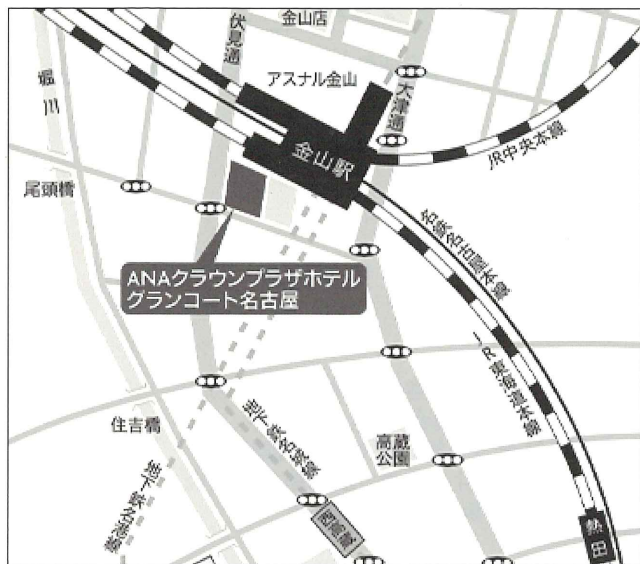 金山店
伏見通
アスナル金山
大津通
堀川
金山駅
JR中央本線
尾頭橋
名鉄名古屋本線
ANAクラウンプラザホテル
グランコート名古屋
JR東海道本線
住吉橋
地下鉄名城線
高蔵
公園
地下鉄名港線
西高蔵
熱田